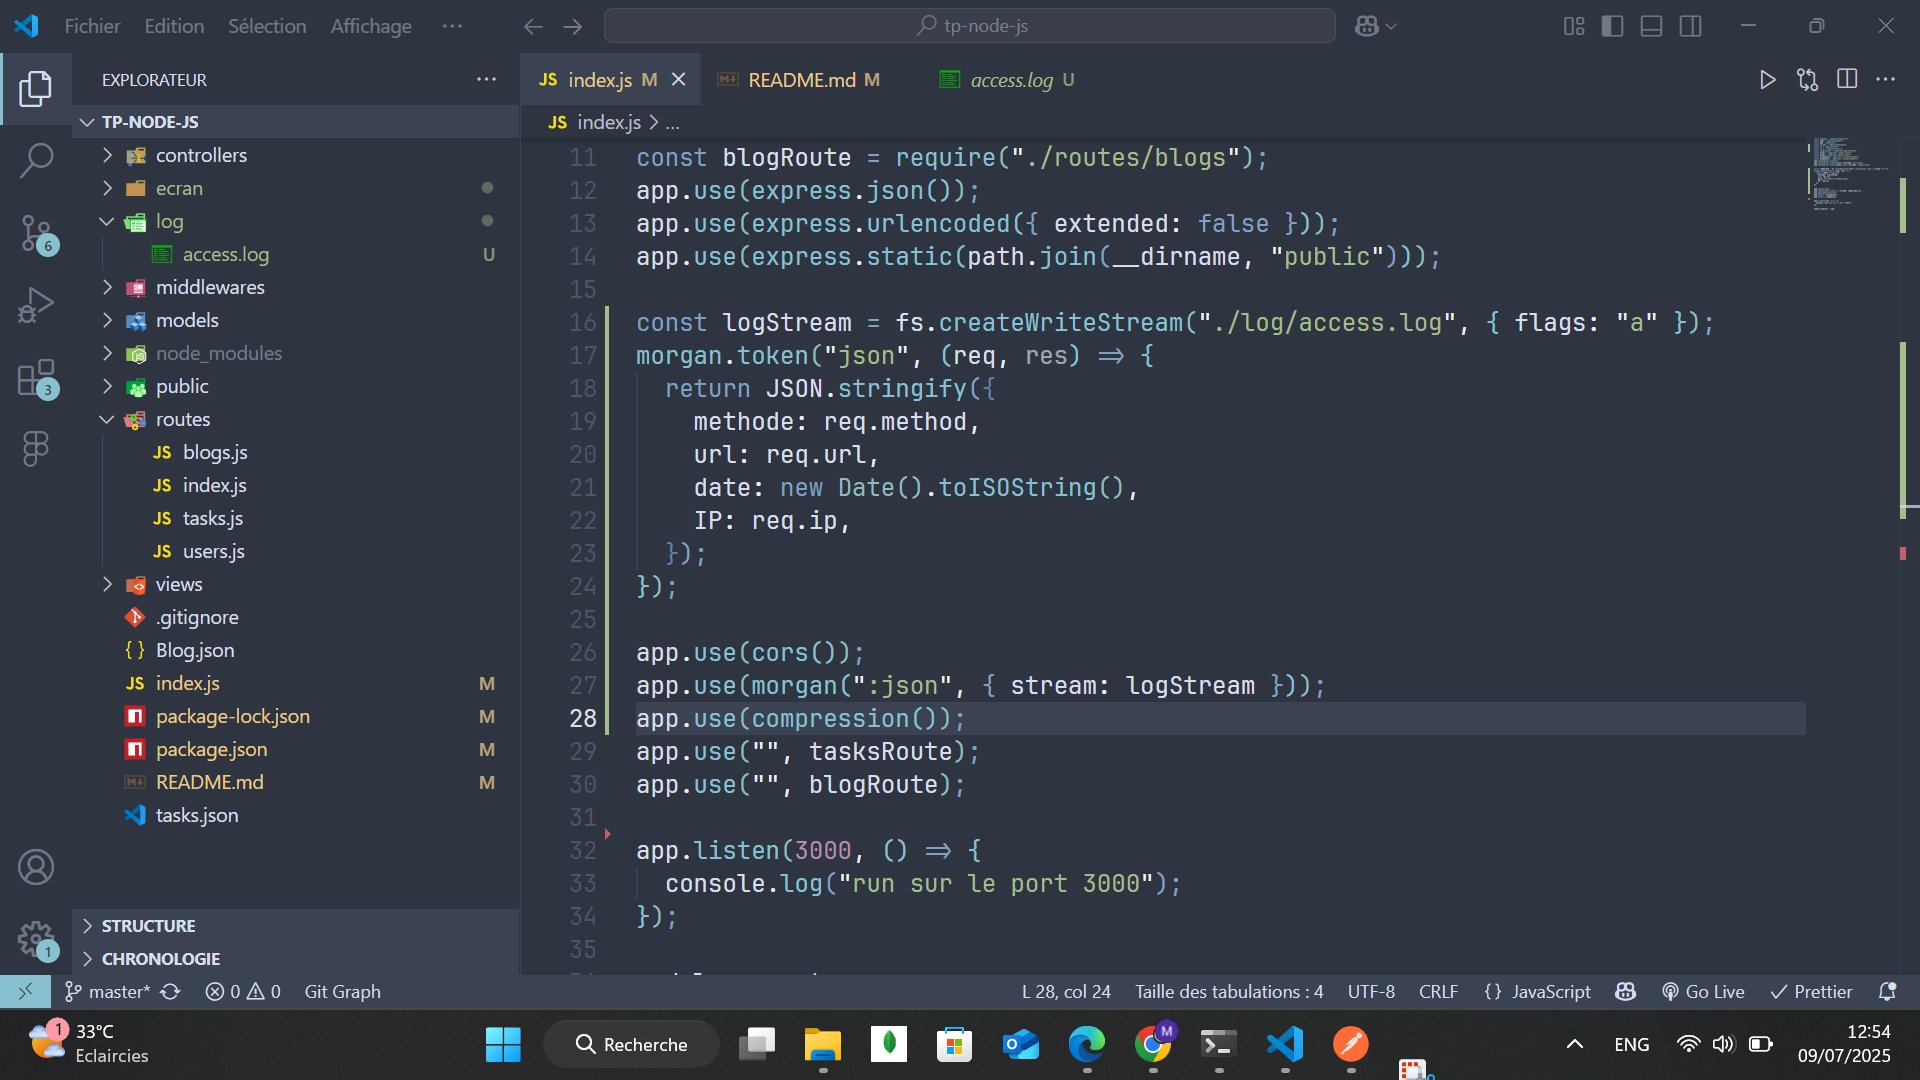 Fichier Edition Sélection Affichage ··· tp-node-js
EXPLORATEUR ···
TP-NODE-JS
controllers
ecran
log
access.log U
middlewares
models
node_modules
public
routes
JS blogs.js
JS index.js
JS tasks.js
JS users.js
views
.gitignore
{} Blog.json
JS index.js M
package-lock.json M
package.json M
README.md M
tasks.json
STRUCTURE
CHRONOLOGIE
6
3
1
JS index.js M README.md M access.log U
JS index.js > ...
11 const blogRoute = require("./routes/blogs");
12 app.use(express.json());
13 app.use(express.urlencoded({ extended: false }));
14 app.use(express.static(path.join(__dirname, "public")));
15
16 const logStream = fs.createWriteStream("./log/access.log", { flags: "a" });
17 morgan.token("json", (req, res) => {
18 return JSON.stringify({
19 methode: req.method,
20 url: req.url,
21 date: new Date().toISOString(),
22 IP: req.ip,
23 });
24 });
25
26 app.use(cors());
27 app.use(morgan(":json", { stream: logStream }));
28 app.use(compression());
29 app.use("", tasksRoute);
30 app.use("", blogRoute);
31
32 app.listen(3000, () => {
33 console.log("run sur le port 3000");
34 });
35
master* 0 0 Git Graph L 28, col 24 Taille des tabulations : 4 UTF-8 CRLF {} JavaScript Go Live Prettier
1 33°C
Eclaircies
Recherche
M
ENG
12:54
09/07/2025